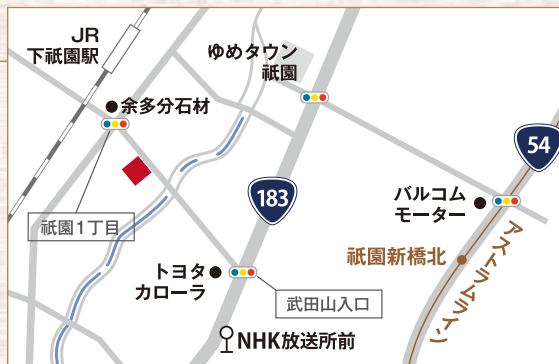 JR
下祇園駅
ゆめタウン
祇園
余多分石材
54
183
バルコム
モーター
祇園1丁目
祇園新橋北
アストラムライン
トヨタ
カローラ
武田山入口
NHK放送所前